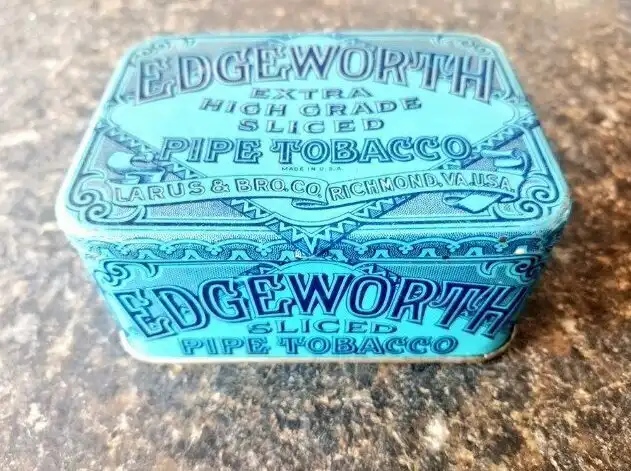 EDGEWORTH
EXTRA
HIGH GRADE
SLICED
PIPE TOBACCO
MADE IN U.S.A.
LARUS & BRO. CO. RICHMOND, VA. U.S.A.
EDGEWORTH
SLICED
PIPE TOBACCO